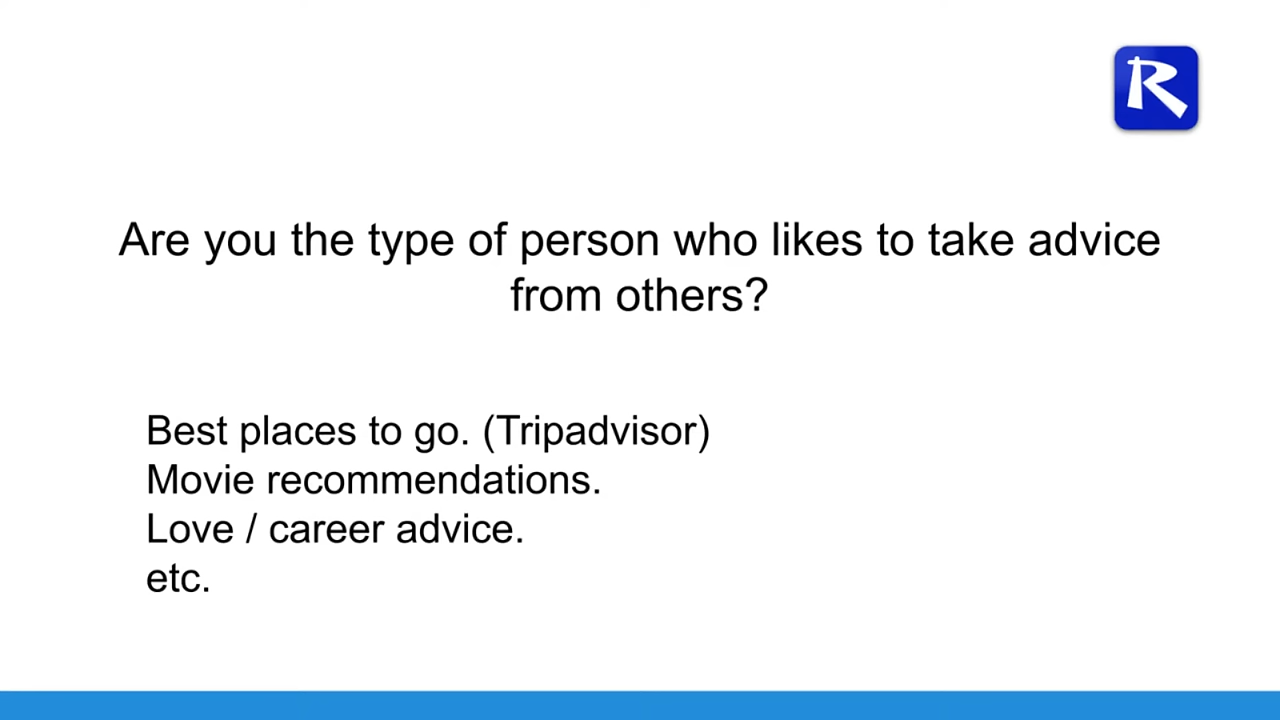 R
Are you the type of person who likes to take advice
from others?
Best places to go. (Tripadvisor)
Movie recommendations.
Love / career advice.
etc.